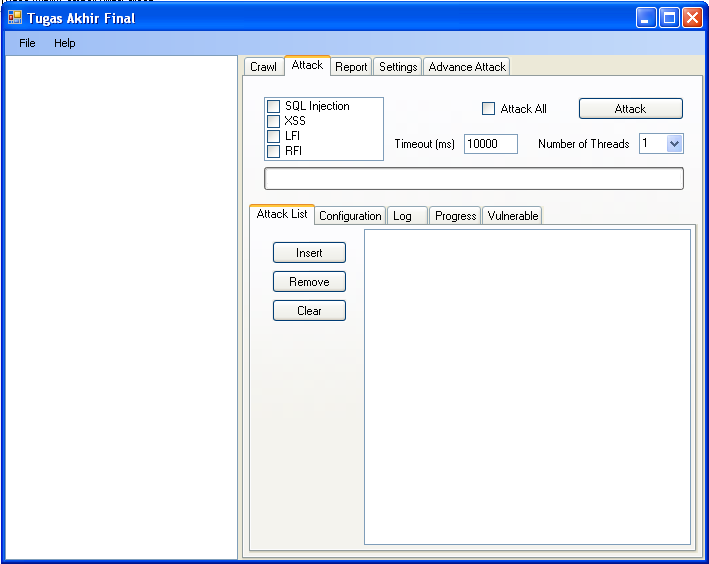 Tugas Akhir Final
File Help
Crawl Attack Report Settings Advance Attack
SQL Injection
XSS
LFI
RFI
Attack All Attack
Timeout (ms) 10000 Number of Threads 1
Attack List Configuration Log Progress Vulnerable
Insert
Remove
Clear